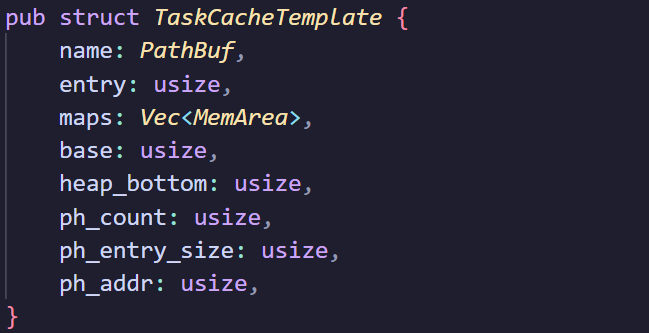 pub struct TaskCacheTemplate {
    name: PathBuf,
    entry: usize,
    maps: Vec<MemArea>,
    base: usize,
    heap_bottom: usize,
    ph_count: usize,
    ph_entry_size: usize,
    ph_addr: usize,
}